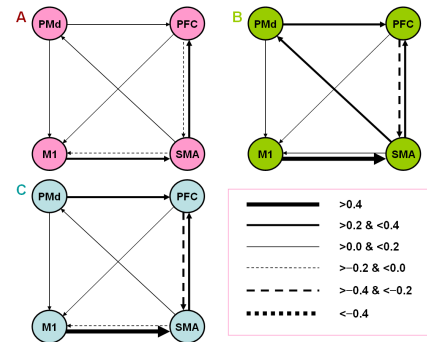 A
PMd
PFC
M1
SMA
B
PMd
PFC
M1
SMA
C
PMd
PFC
M1
SMA
>0.4
>0.2 & <0.4
>0.0 & <0.2
>−0.2 & <0.0
>−0.4 & <−0.2
<−0.4